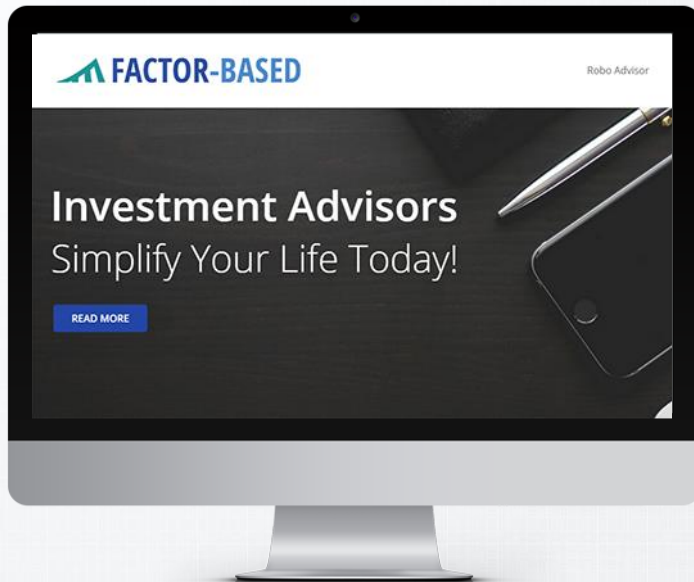 FACTOR-BASED
Robo Advisor
Investment Advisors
Simplify Your Life Today!
READ MORE